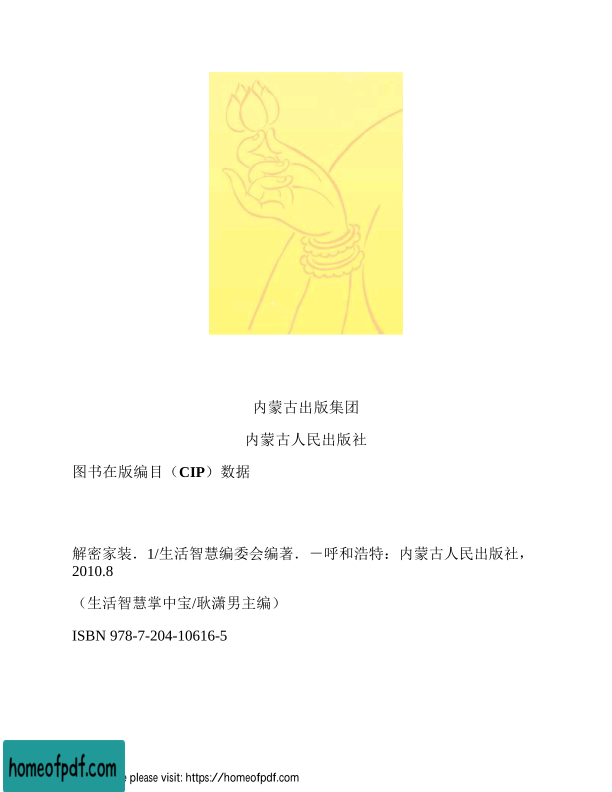 内蒙古出版集团
内蒙古人民出版社
图书在版编目（CIP）数据
解密家装．1/生活智慧编委会编著．－呼和浩特：内蒙古人民出版社，
2010.8
（生活智慧掌中宝/耿潇男主编）
ISBN 978-7-204-10616-5
homeofpdf.com
please visit: https://homeofpdf.com